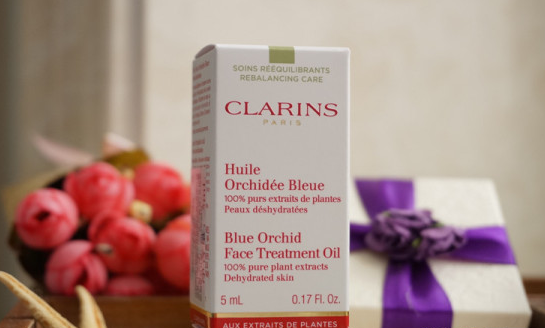 SOINS RÉÉQUILIBRANTS
REBALANCING CARE
CLARINS
PARIS
Huile
Orchidée Bleue
100% purs extraits de plantes
Peaux déshydratées
Blue Orchid
Face Treatment Oil
100% pure plant extracts
Dehydrated skin
5 mL 0.17 Fl. Oz.
AUX EXTRAITS DE PLANTES